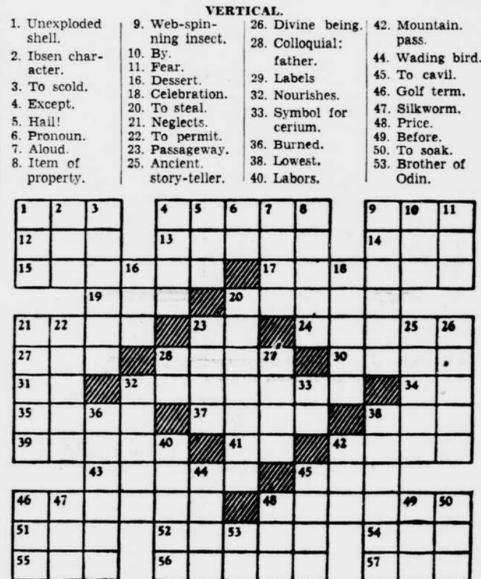 VERTICAL.
1. Unexploded
shell.
2. Ibsen char-
acter.
3. To scold.
4. Except.
5. Hail!
6. Pronoun.
7. Aloud.
8. Item of
property.
9. Web-spin-
ning insect.
10. By.
11. Fear.
16. Dessert.
18. Celebration.
20. To steal.
21. Neglects.
22. To permit.
23. Passageway.
25. Ancient.
story-teller.
26. Divine being.
28. Colloquial:
father.
29. Labels
32. Nourishes.
33. Symbol for
cerium.
36. Burned.
38. Lowest.
40. Labors.
42. Mountain.
pass.
44. Wading bird.
45. To cavil.
46. Golf term.
47. Silkworm.
48. Price.
49. Before.
50. To soak.
53. Brother of
Odin.
1 2 3 4 5 6 7 8 9 10 11
12 13 14
15 16 17 18
19 20
21 22 23 24 25 26
27 28 29 30
31 32 33 34
35 36 37 38
39 40 41 42
43 44 45
46 47 48 49 50
51 52 53 54
55 56 57